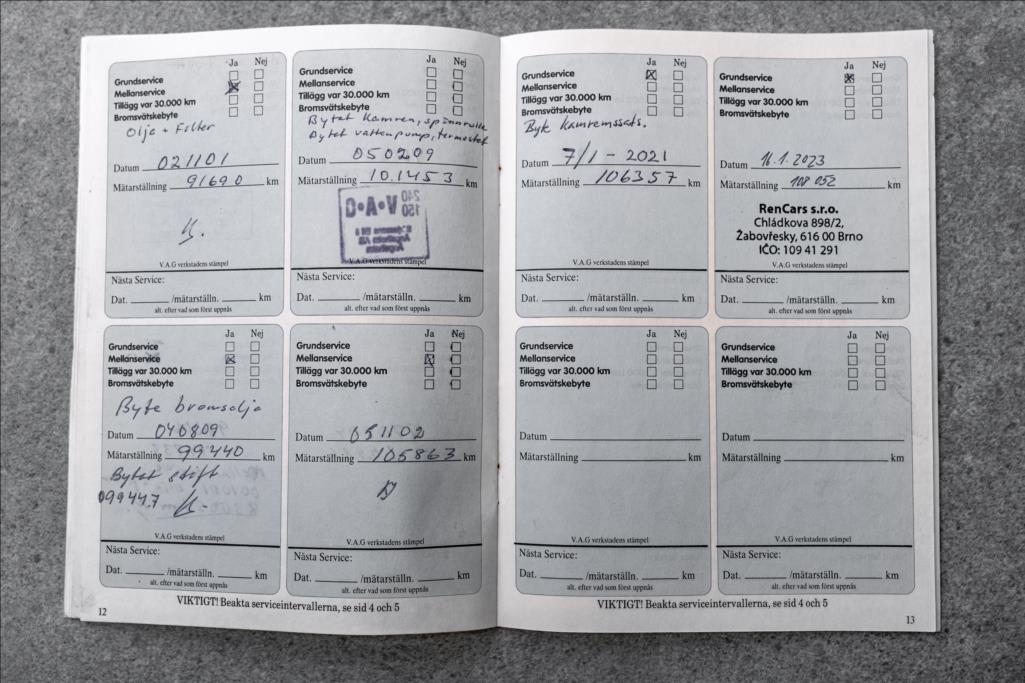 Ja Nej
Grundservice
Mellanservice
Tillägg var 30.000 km
Bromsvätskebyte
Olja + Filter
Datum 021101
Mätarställning 91690 km
V.A.G verkstadens stämpel
Nästa Service:
Dat. /mätarställn. km
alt. efter vad som först uppnås
Ja Nej
Grundservice
Mellanservice
Tillägg var 30.000 km
Bromsvätskebyte
Byte bromsolja
Datum 040809
Mätarställning 99440 km
Bytet stift
099447
V.A.G verkstadens stämpel
Nästa Service:
Dat. /mätarställn. km
alt. efter vad som först uppnås
Ja Nej
Grundservice
Mellanservice
Tillägg var 30.000 km
Bromsvätskebyte
Bytet Kamrem, spännrulle
Bytet vattenpump, termostat
Datum 050209
Mätarställning 101453 km
V•A•G
V.A.G verkstadens stämpel
Nästa Service:
Dat. /mätarställn. km
alt. efter vad som först uppnås
Ja Nej
Grundservice
Mellanservice
Tillägg var 30.000 km
Bromsvätskebyte
Datum 051102
Mätarställning 105863 km
V.A.G verkstadens stämpel
Nästa Service:
Dat. /mätarställn. km
alt. efter vad som först uppnås
VIKTIGT! Beakta serviceintervallerna, se sid 4 och 5
12
Ja Nej
Grundservice
Mellanservice
Tillägg var 30.000 km
Bromsvätskebyte
Byte Kamremssats.
Datum 7/1 - 2021
Mätarställning 106357 km
V.A.G verkstadens stämpel
Nästa Service:
Dat. /mätarställn. km
alt. efter vad som först uppnås
Ja Nej
Grundservice
Mellanservice
Tillägg var 30.000 km
Bromsvätskebyte
Datum 16.1.2023
Mätarställning 108 052 km
RenCars s.r.o.
Chládkova 898/2,
Žabovřesky, 616 00 Brno
IČO: 109 41 291
V.A.G verkstadens stämpel
Nästa Service:
Dat. /mätarställn. km
alt. efter vad som först uppnås
Ja Nej
Grundservice
Mellanservice
Tillägg var 30.000 km
Bromsvätskebyte
Datum
Mätarställning km
V.A.G verkstadens stämpel
Nästa Service:
Dat. /mätarställn. km
alt. efter vad som först uppnås
Ja Nej
Grundservice
Mellanservice
Tillägg var 30.000 km
Bromsvätskebyte
Datum
Mätarställning km
V.A.G verkstadens stämpel
Nästa Service:
Dat. /mätarställn. km
alt. efter vad som först uppnås
VIKTIGT! Beakta serviceintervallerna, se sid 4 och 5
13